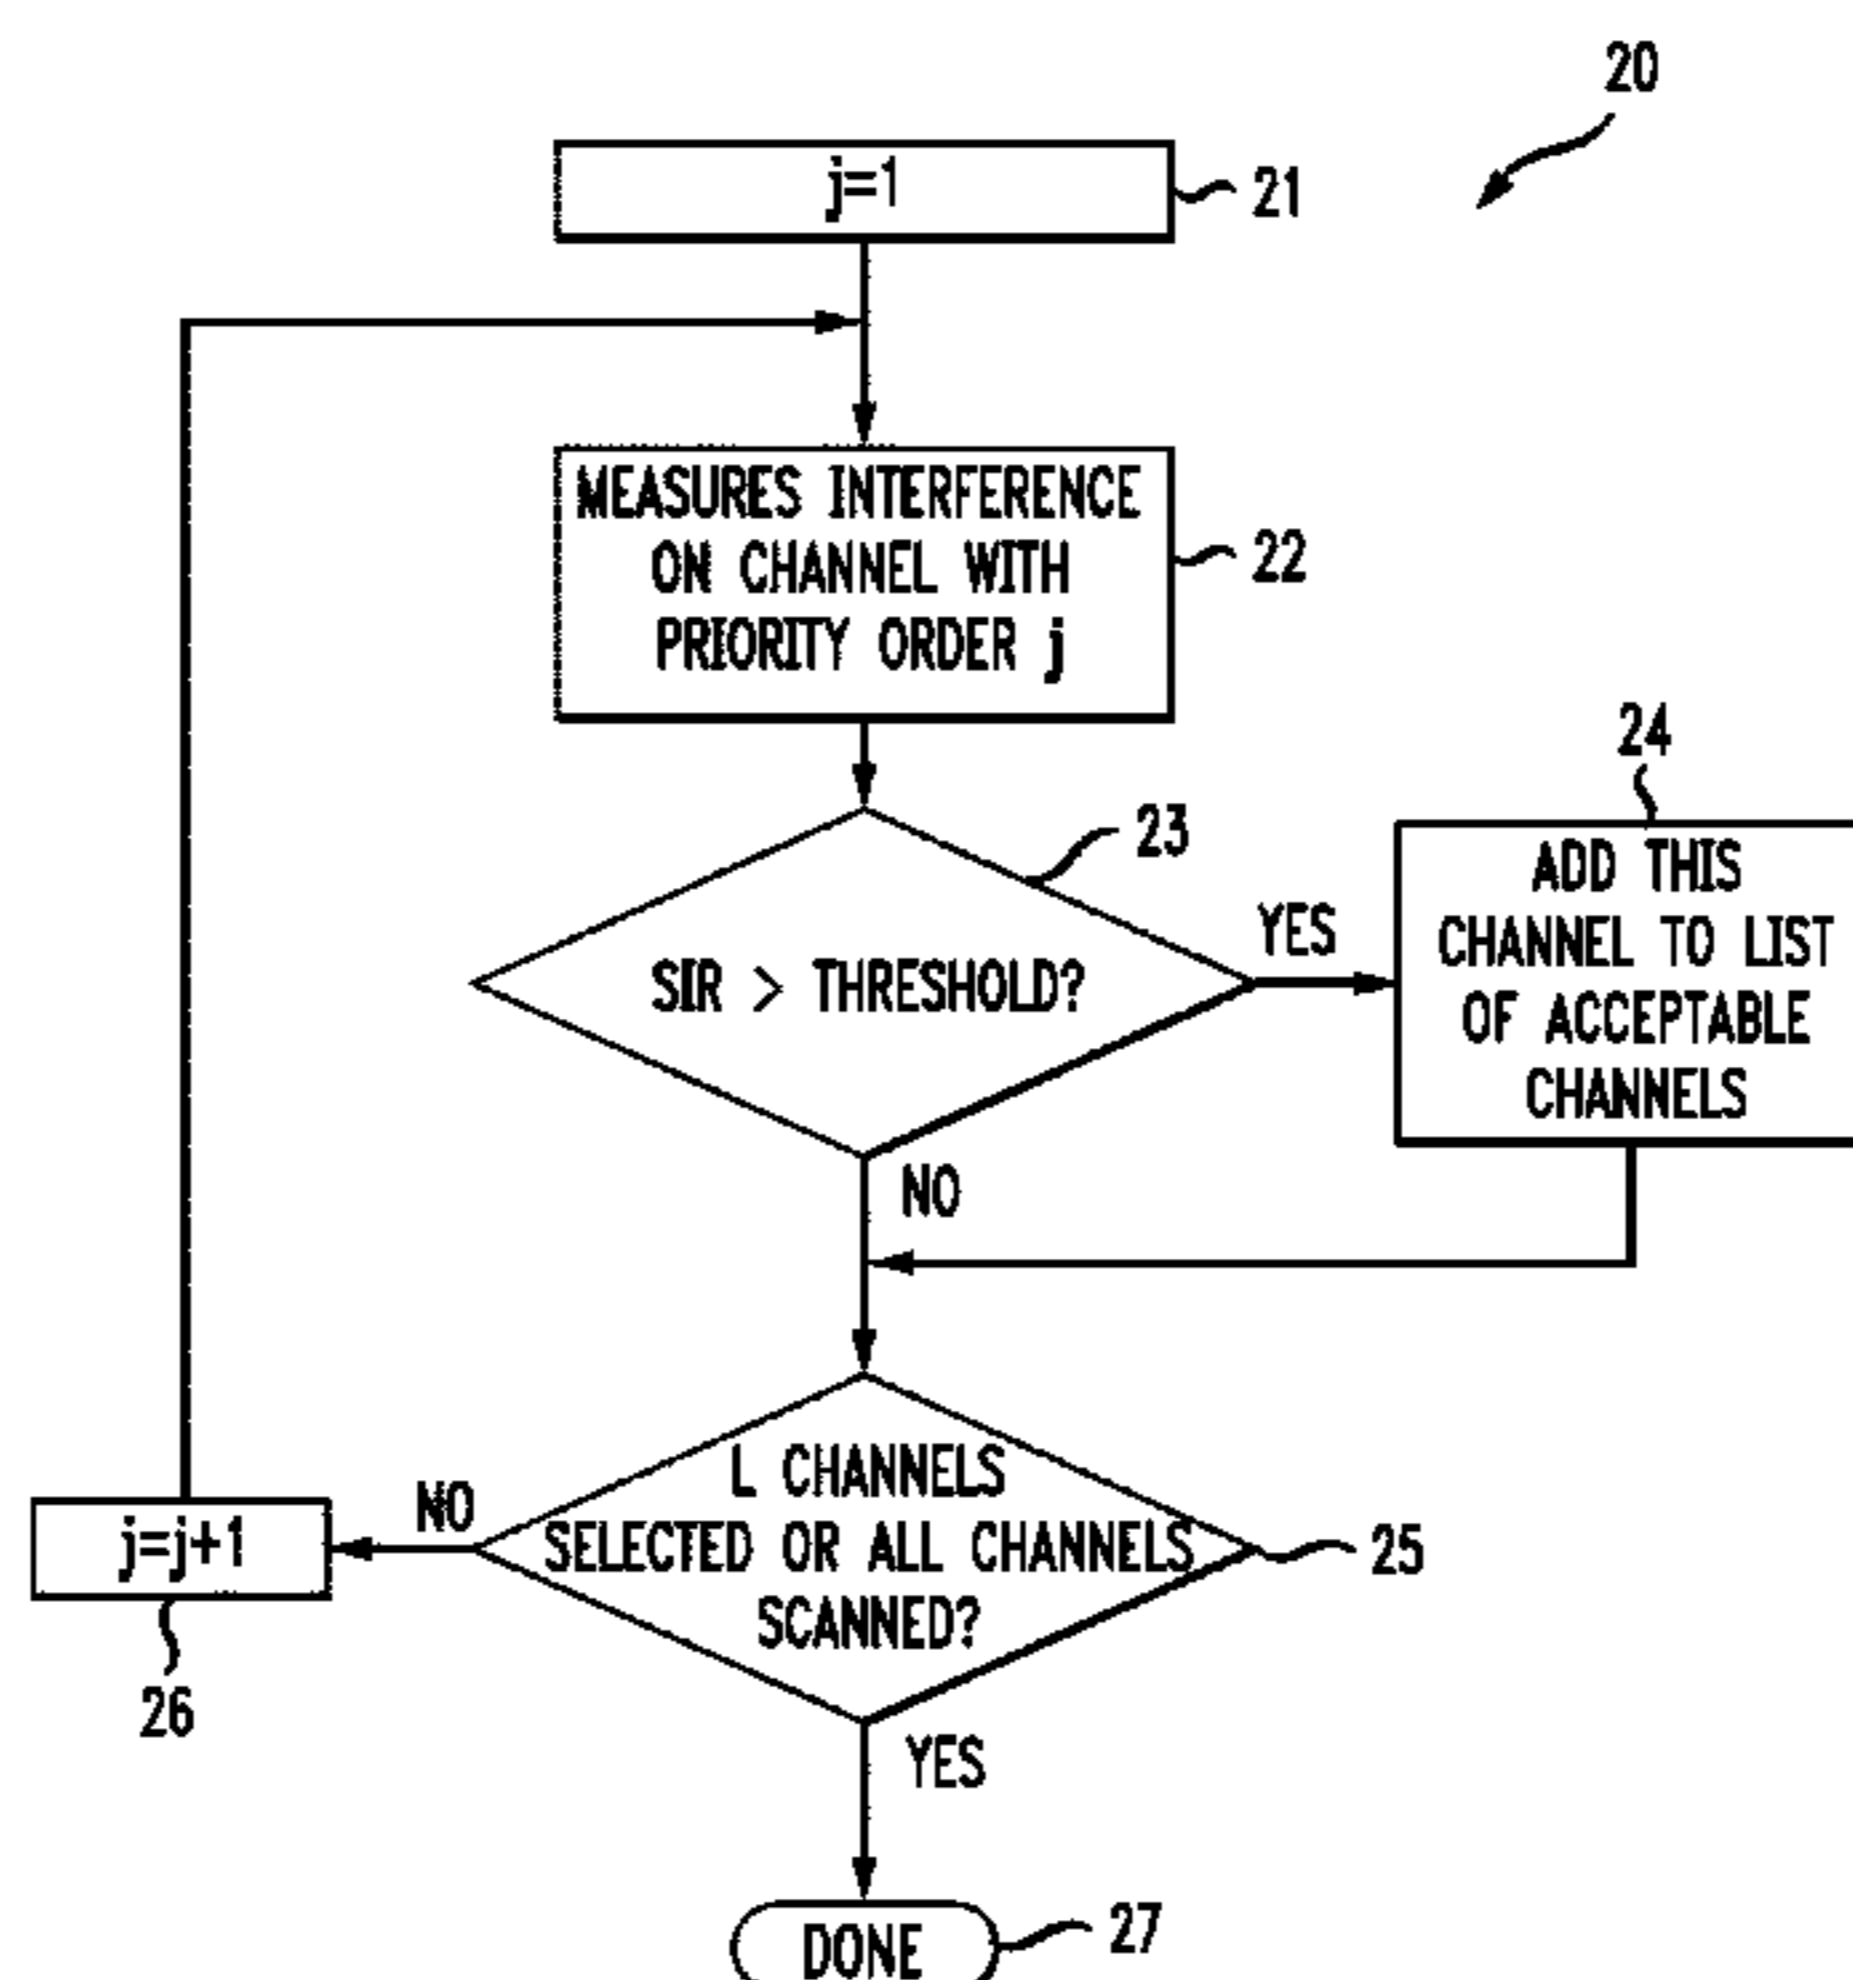 20
j=1
21
MEASURES INTERFERENCE
ON CHANNEL WITH
PRIORITY ORDER j
22
23
24
SIR > THRESHOLD?
YES
ADD THIS
CHANNEL TO LIST
OF ACCEPTABLE
CHANNELS
NO
L CHANNELS
SELECTED OR ALL CHANNELS
SCANNED?
25
NO
j=j+1
26
YES
DONE
27